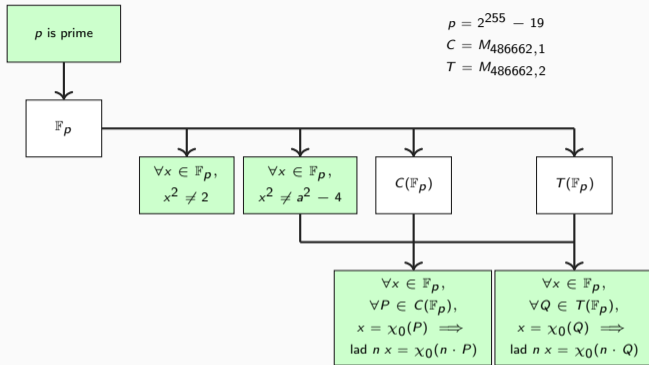 p is prime
p = 2^255 − 19
C = M_486662,1
T = M_486662,2
𝔽_p
∀x ∈ 𝔽_p,
x^2 ≠ 2
∀x ∈ 𝔽_p,
x^2 ≠ a^2 − 4
C(𝔽_p)
T(𝔽_p)
∀x ∈ 𝔽_p,
∀P ∈ C(𝔽_p),
x = χ_0(P) ⟹
lad n x = χ_0(n · P)
∀x ∈ 𝔽_p,
∀Q ∈ T(𝔽_p),
x = χ_0(Q) ⟹
lad n x = χ_0(n · Q)